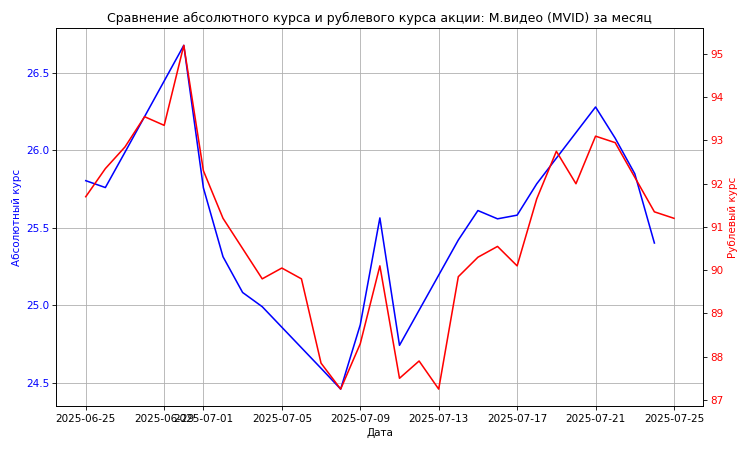 Сравнение абсолютного курса и рублевого курса акции: М.видео (MVID) за месяц
26.5
26.0
25.5
25.0
24.5
Абсолютный курс
95
94
93
92
91
90
89
88
87
Рублевый курс
2025-06-25 2025-06-29 2025-07-01 2025-07-05 2025-07-09 2025-07-13 2025-07-17 2025-07-21 2025-07-25
Дата